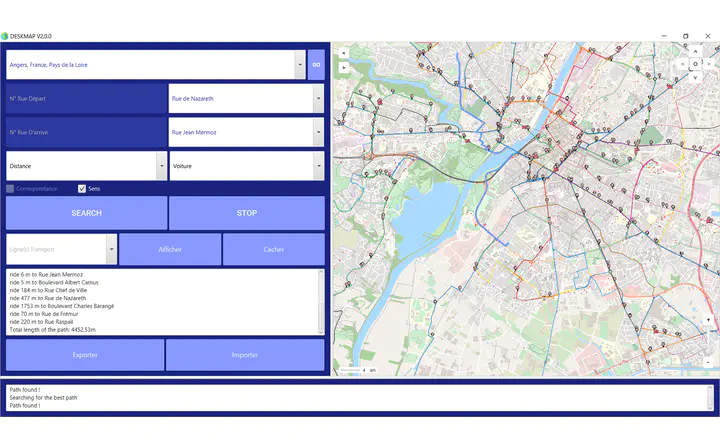 DESKMAP V2.0.0
Angers, France, Pays de la Loire
GO
N° Rue Départ
Rue de Nazareth
N° Rue D'arrivé
Rue Jean Mermoz
Distance
Voiture
Correspontance
Sens
SEARCH
STOP
Ligne(s) Transport
Afficher
Cacher
ride 6 m to Rue Jean Mermoz
ride 5 m to Boulevard Albert Camus
ride 184 m to Rue Chef de Ville
ride 477 m to Rue de Nazareth
ride 1753 m to Boulevard Charles Barangé
ride 70 m to Rue de Frémur
ride 220 m to Rue Raspail
Total length of the path: 4452,53m
Exporter
Importer
Path found !
Searching for the best path
Path found !